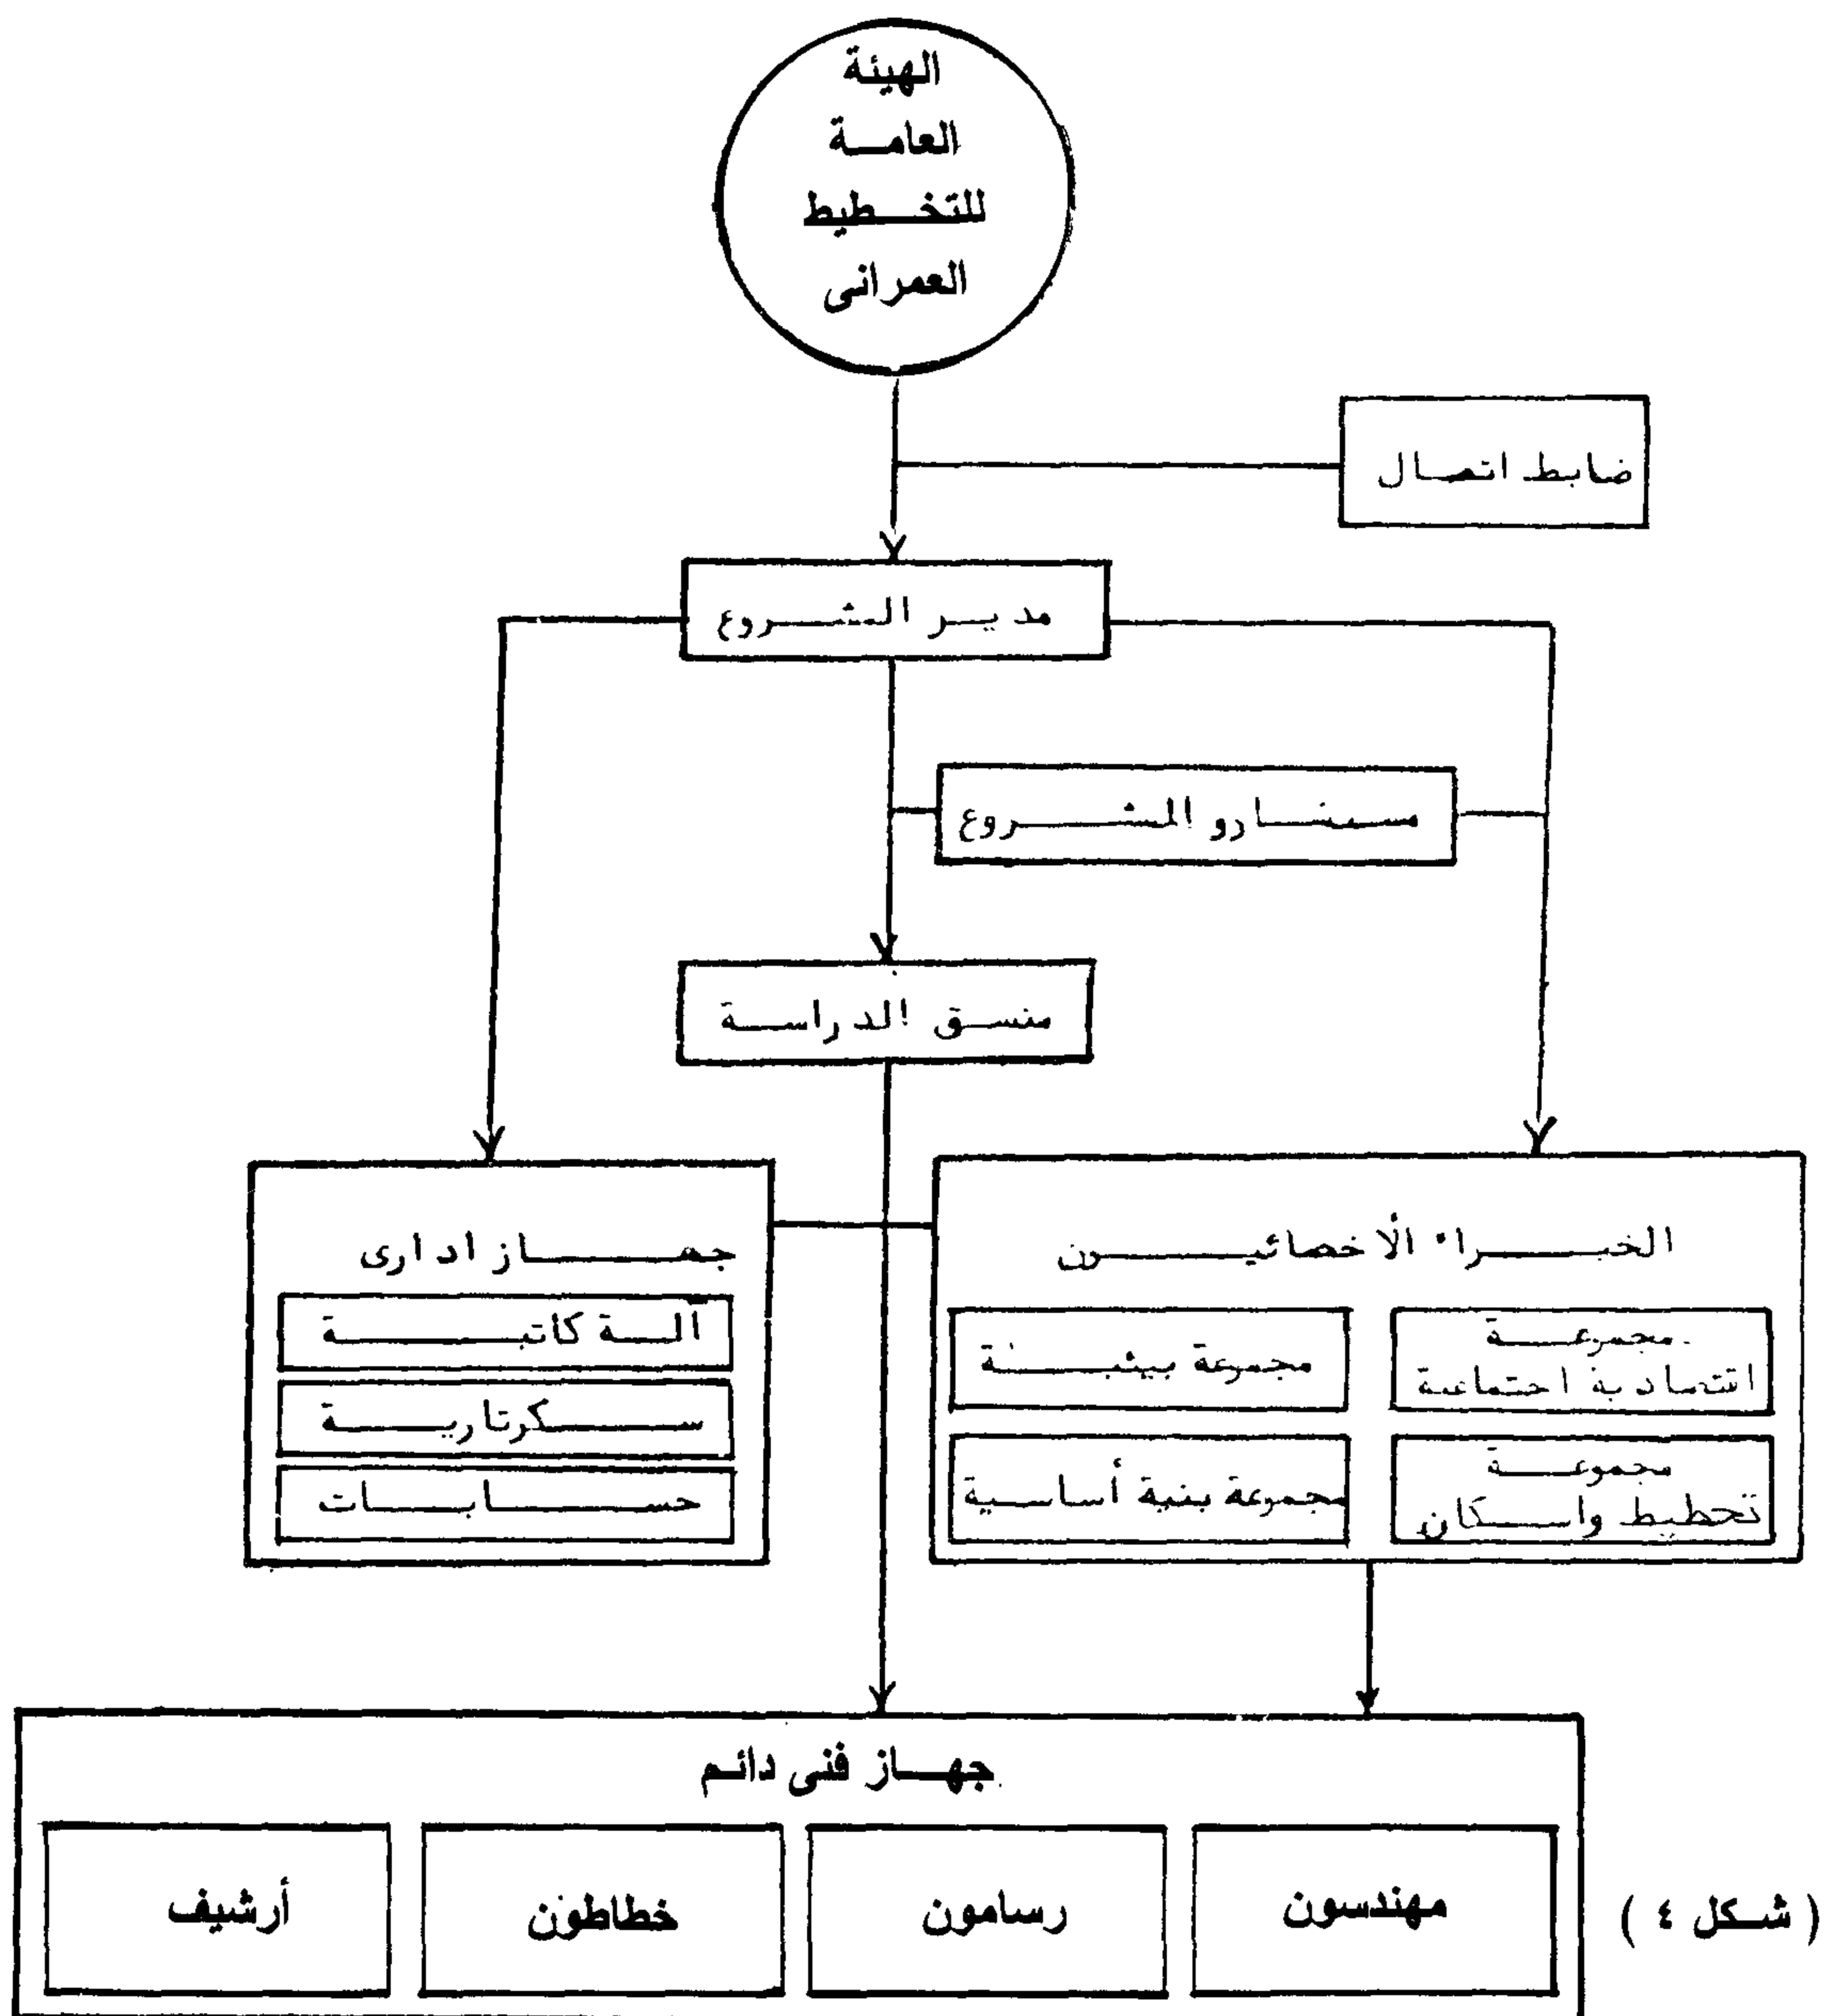 الهيئة
العامة
للتخطيط
العمرانى
ضابط اتصال
مدير المشروع
مستشارو المشروع
منسق الدراسة
الخبراء الأخصائيون
مجموعة
اقتصادية اجتماعية
مجموعة بيئية
مجموعة
تخطيط واسكان
مجموعة بنية أساسية
جهاز ادارى
آلة كاتبة
سكرتارية
حسابات
جهاز فنى دائم
مهندسون
رسامون
خطاطون
أرشيف
( شكل ٤ )